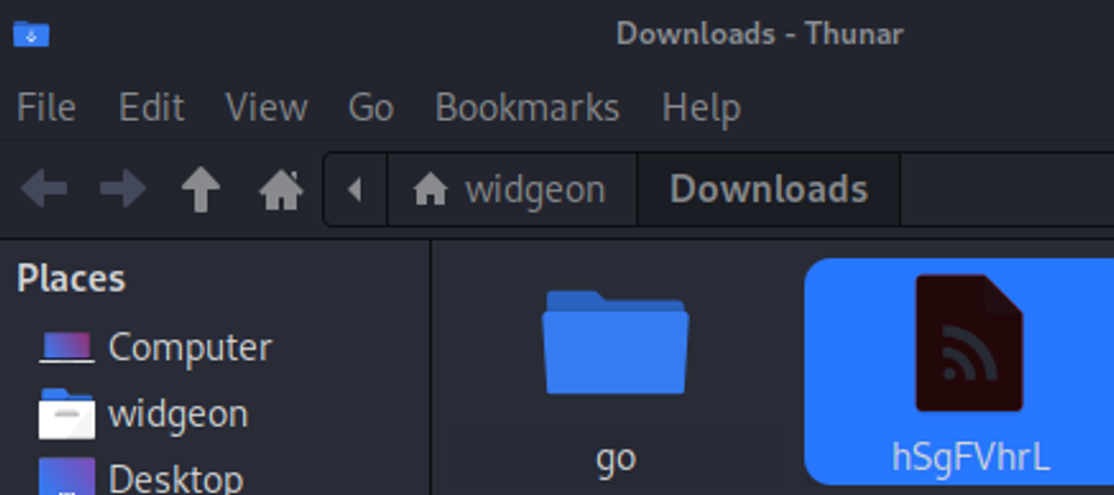 Downloads - Thunar
File Edit View Go Bookmarks Help
widgeon Downloads
Places
Computer
widgeon
Desktop
go hSgFVhrL